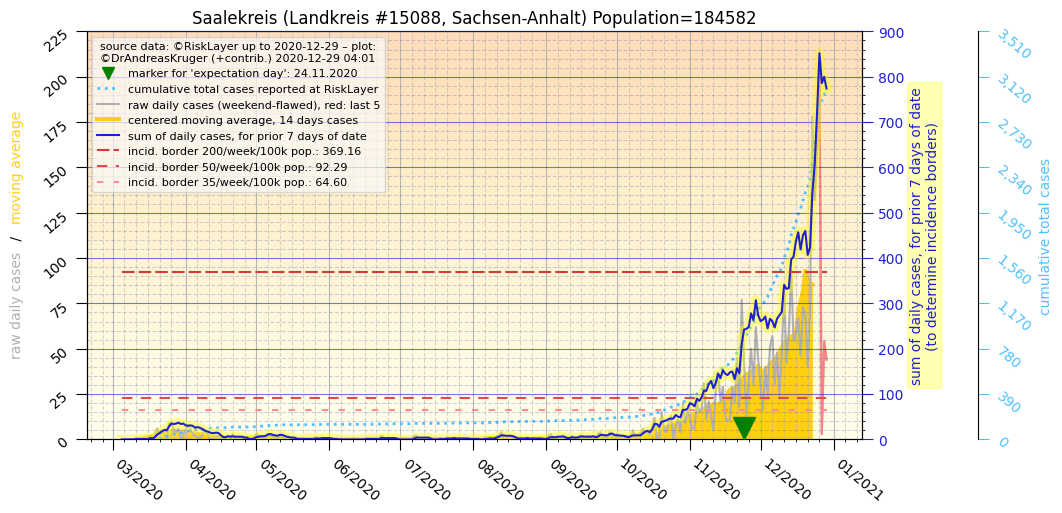 Saalekreis (Landkreis #15088, Sachsen-Anhalt) Population=184582
source data: ©RiskLayer up to 2020-12-29 – plot:
©DrAndreasKruger (+contrib.) 2020-12-29 04:01
marker for 'expectation day': 24.11.2020
cumulative total cases reported at RiskLayer
raw daily cases (weekend-flawed), red: last 5
centered moving average, 14 days cases
sum of daily cases, for prior 7 days of date
incid. border 200/week/100k pop.: 369.16
incid. border 50/week/100k pop.: 92.29
incid. border 35/week/100k pop.: 64.60
raw daily cases / moving average
225
200
175
150
125
100
75
50
25
0
03/2020
04/2020
05/2020
06/2020
07/2020
08/2020
09/2020
10/2020
11/2020
12/2020
01/2021
900
800
700
600
500
400
300
200
100
0
sum of daily cases, for prior 7 days of date
(to determine incidence borders)
3,510
3,120
2,730
2,340
1,950
1,560
1,170
780
390
0
cumulative total cases